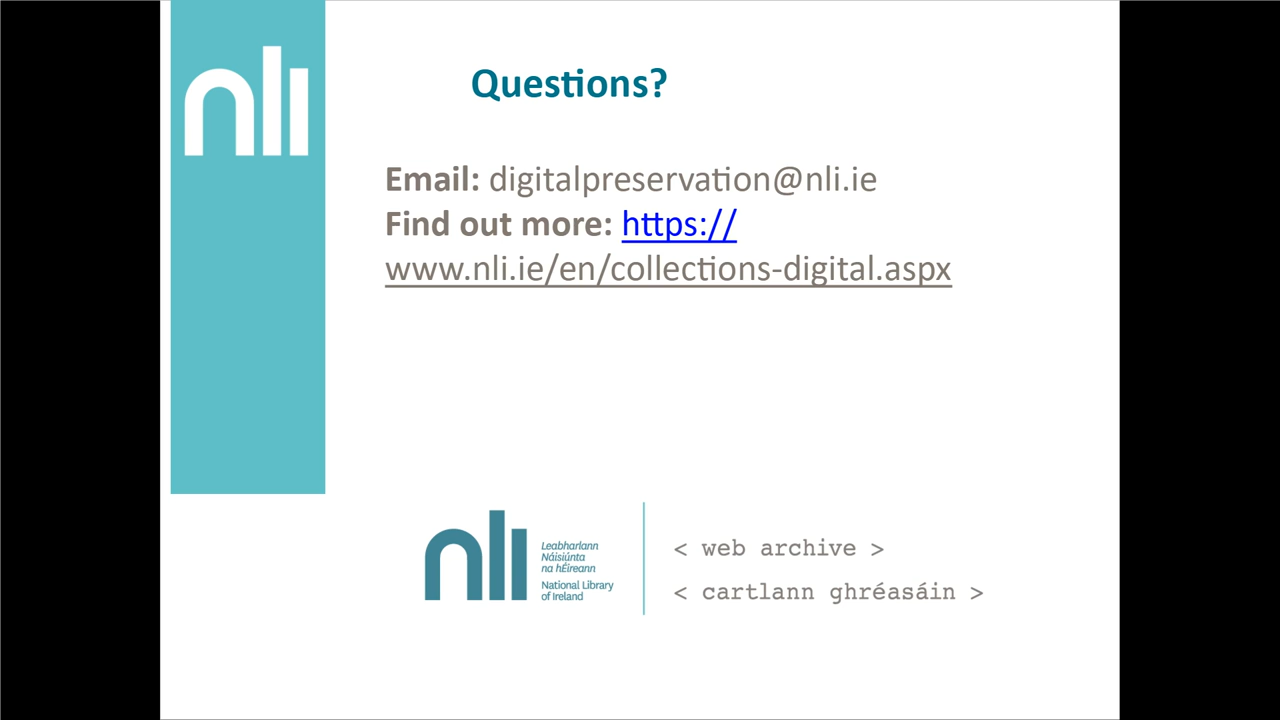 nli
Questions?
Email: digitalpreservation@nli.ie
Find out more: https://
www.nli.ie/en/collections-digital.aspx
nli
Leabharlann
Náisiúnta
na hÉireann
National Library
of Ireland
< web archive >
< cartlann ghréasáin >